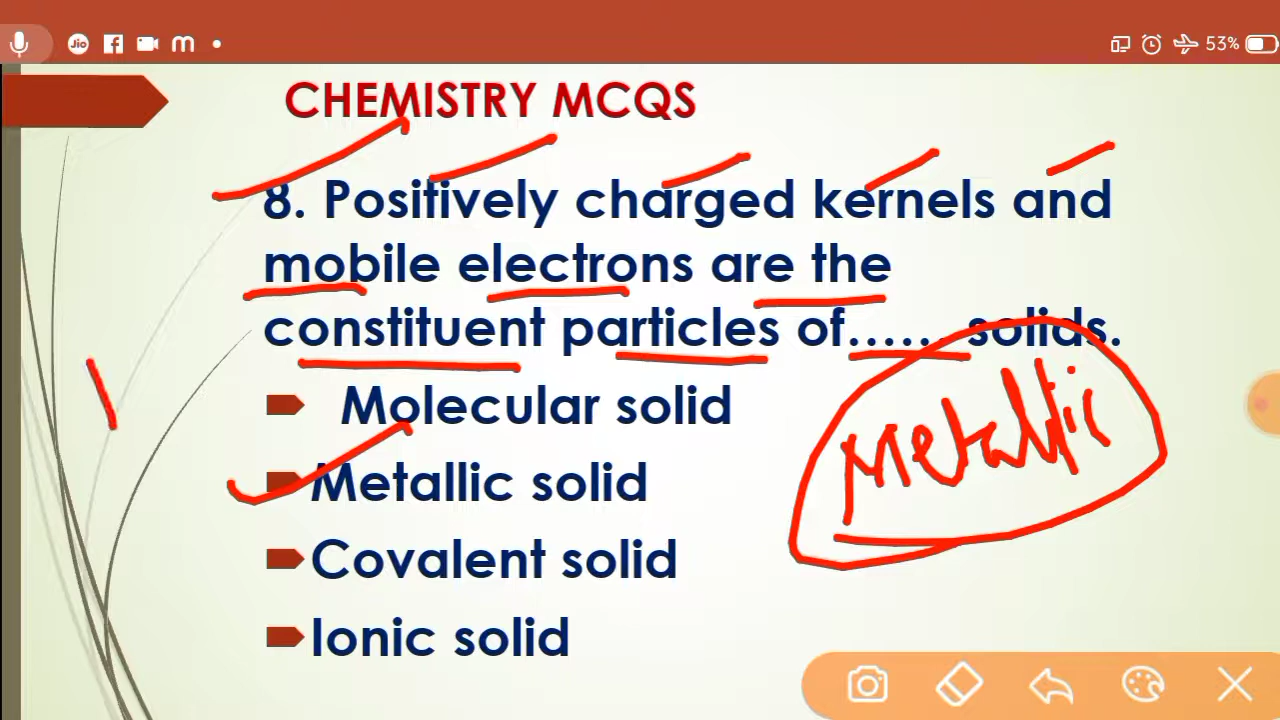 Jio f m 53%
CHEMISTRY MCQS
8. Positively charged kernels and
mobile electrons are the
constituent particles of...... solids.
Molecular solid
Metallic solid
Metallic
Covalent solid
Ionic solid